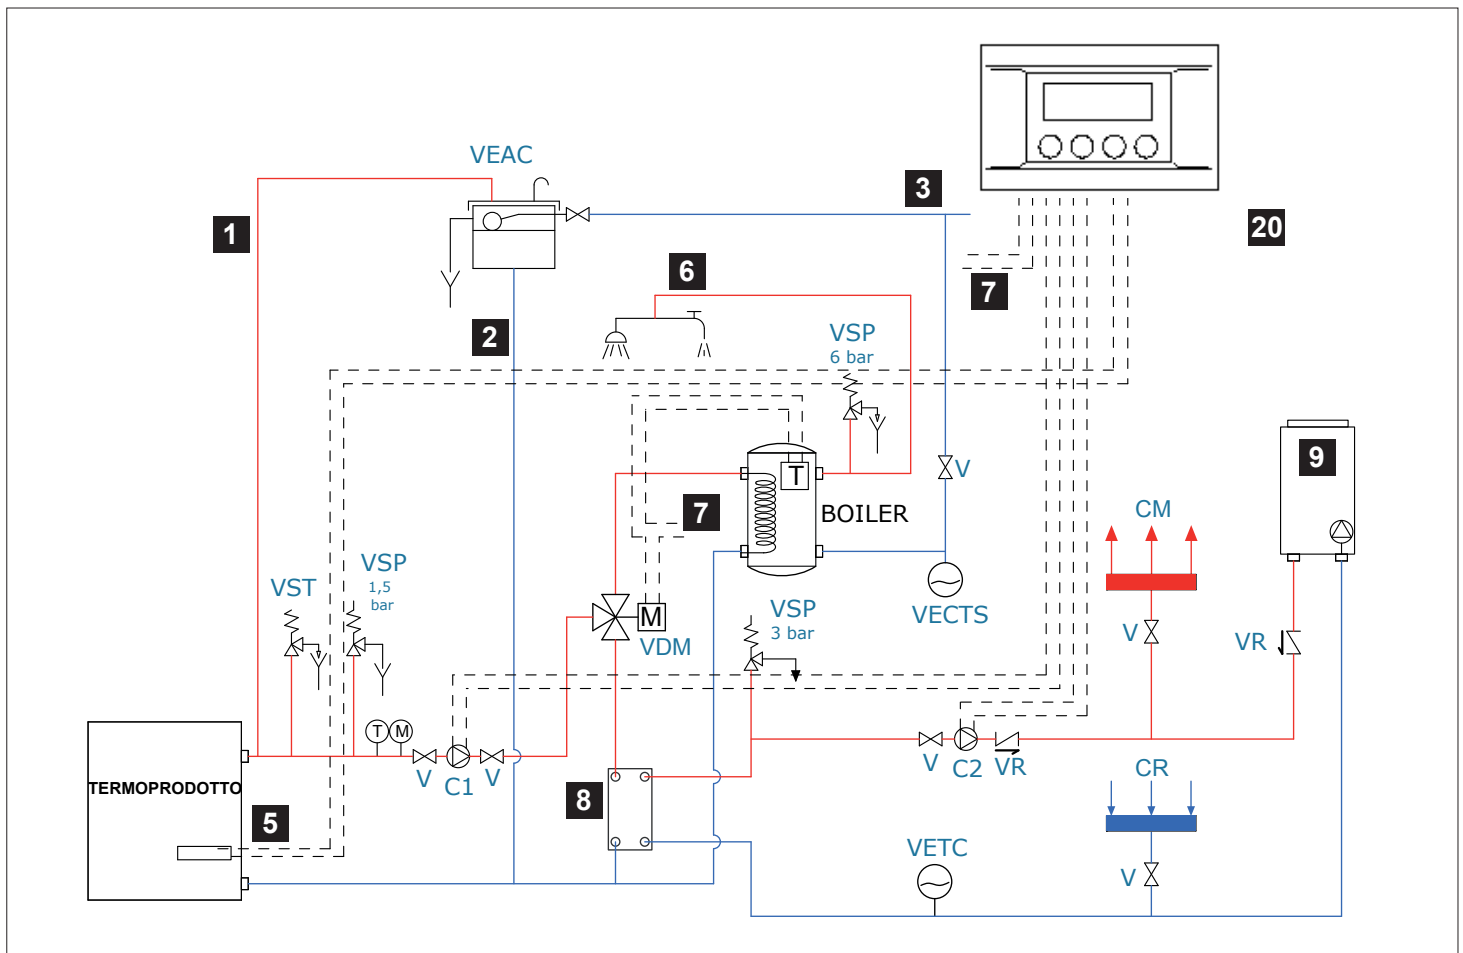 VEAC
3
1
20
6
7
2
VSP
6 bar
9
T
V
CM
7
BOILER
VSP
1,5
bar
VST
VSP
3 bar
VECTS
M
VDM
V
VR
T
M
TERMOPRODOTTO
V
C1
V
V
C2
VR
CR
8
5
VETC
V